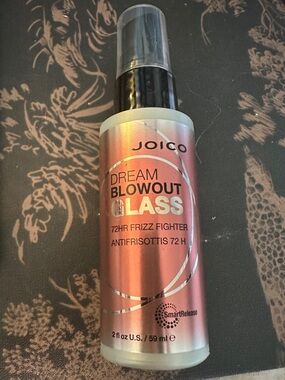 JOICO
DREAM
BLOWOUT
GLASS
72HR FRIZZ FIGHTER
ANTIFRISOTTIS 72 H
SmartRelease
2 fl oz U.S. / 59 ml e